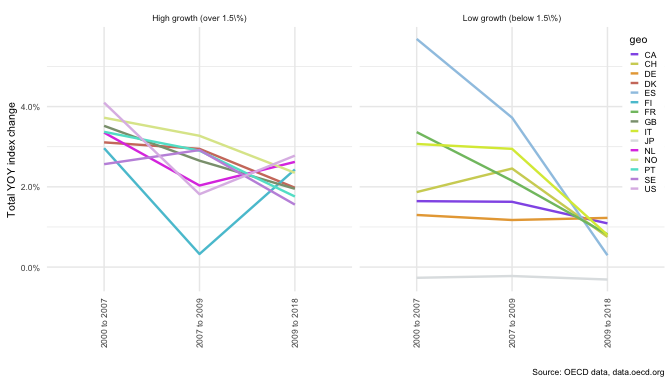 High growth (over 1.5\%)
Low growth (below 1.5\%)
Total YOY index change
4.0%
2.0%
0.0%
2000 to 2007
2007 to 2009
2009 to 2018
2000 to 2007
2007 to 2009
2009 to 2018
geo
CA
CH
DE
DK
ES
FI
FR
GB
IT
JP
NL
NO
PT
SE
US
Source: OECD data, data.oecd.org